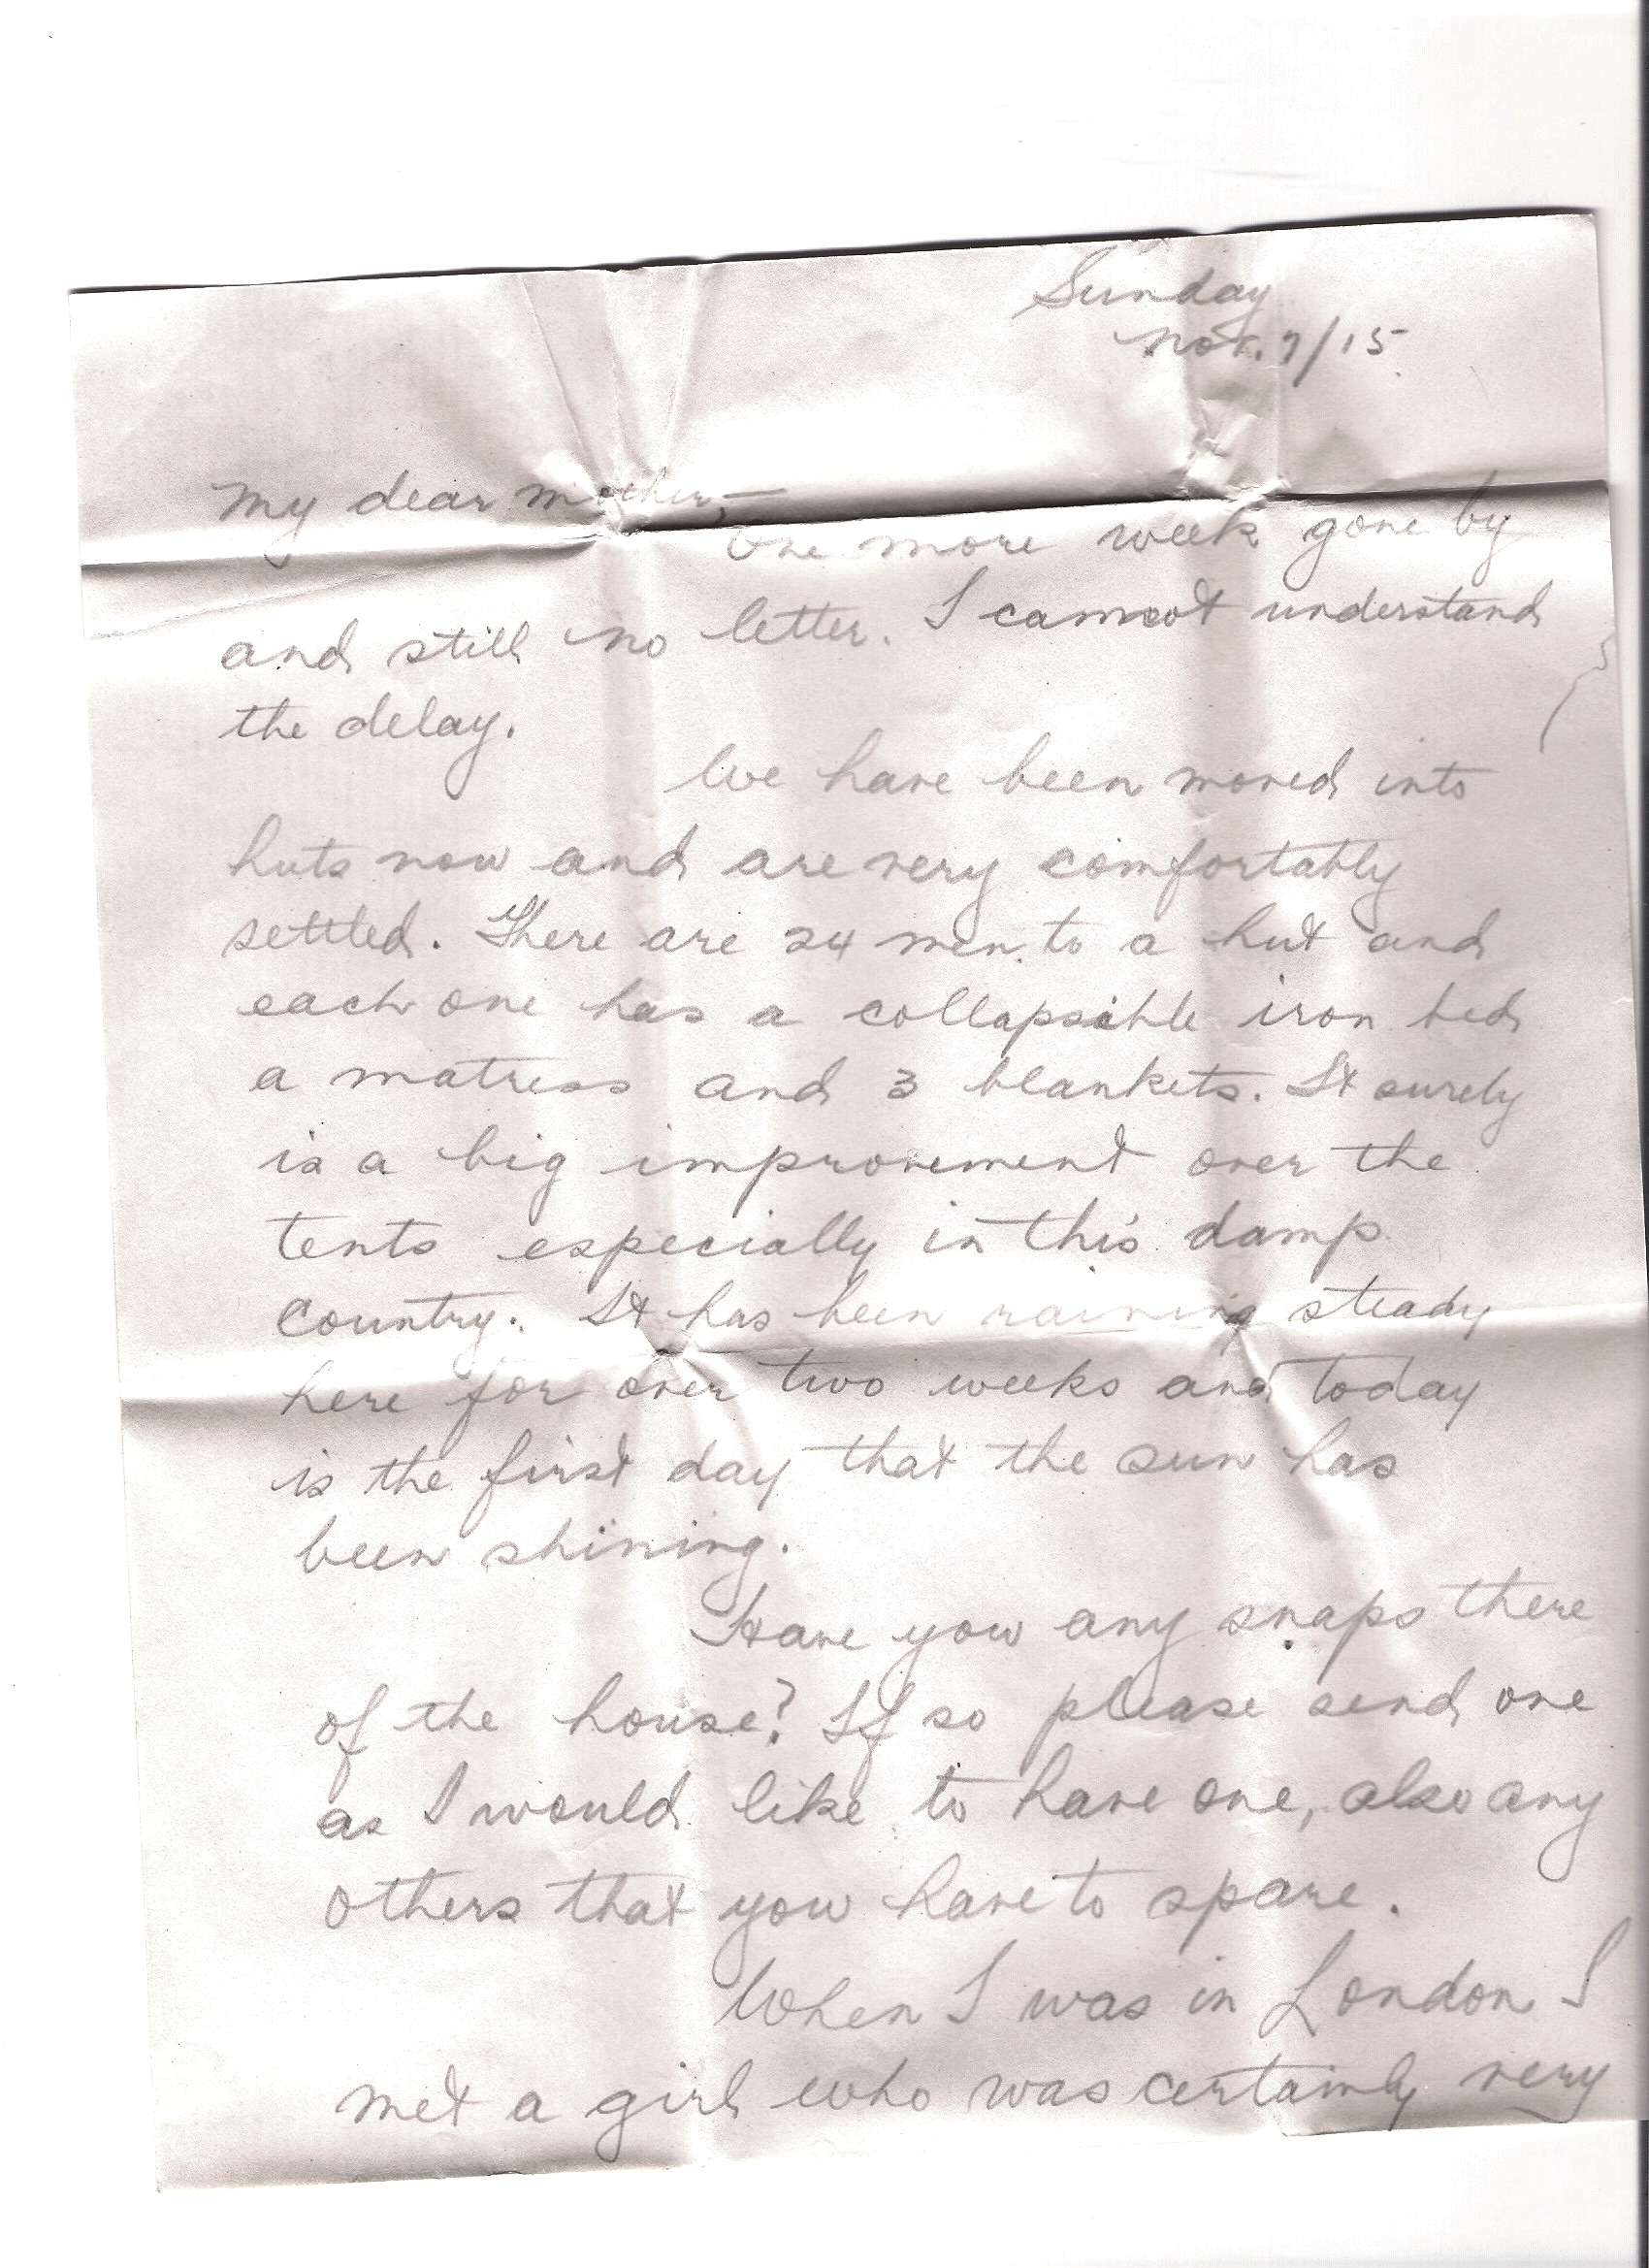 Sunday
Nov. 7/15.
My dear mother,—
One more week gone by
and still no letter. I cannot understand
the delay.
We have been moved into
huts now and are very comfortably
settled. There are 24 men to a hut and
each one has a collapsable iron bed
a matress and 3 blankets. It surely
is a big improvement over the
tents especially in this damp
country. It has been raining steady
here for over two weeks and today
is the first day that the sun has
been shining.
Have you any snaps there
of the house? If so please send one
as I would like to have one, also any
others that you have to spare.
When I was in London I
met a girl who was certainly very